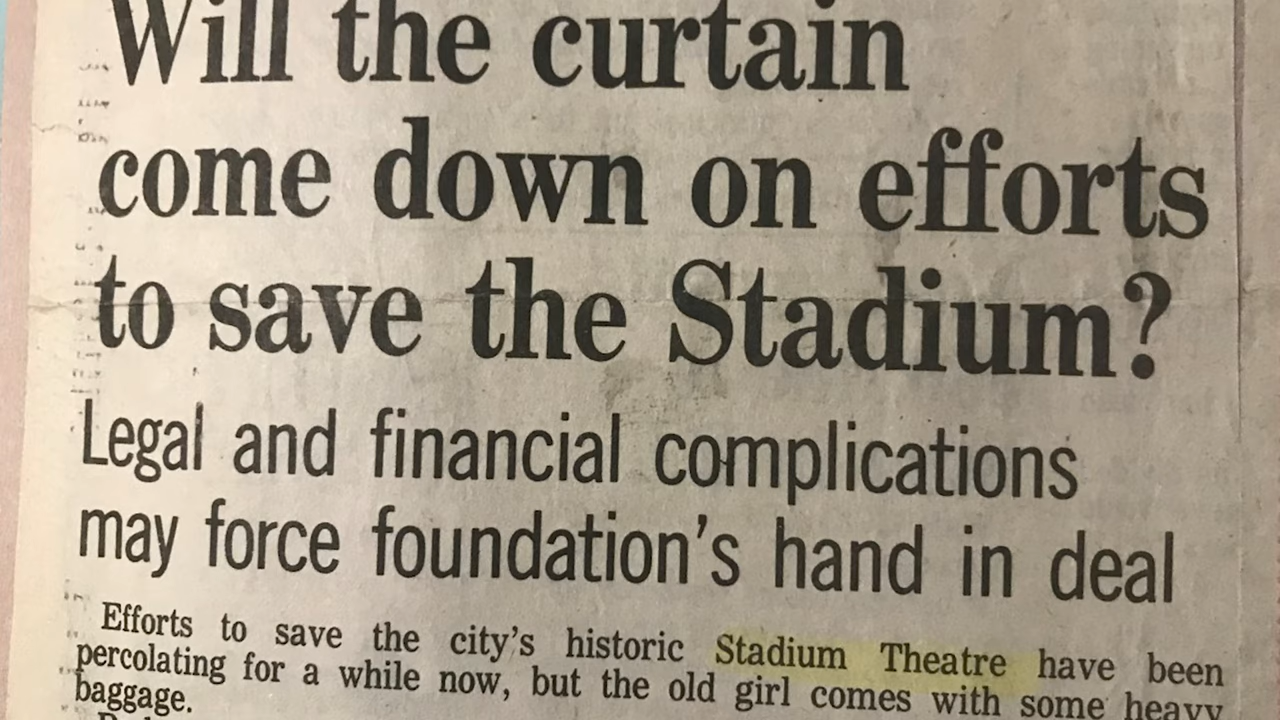 Will the curtain
come down on efforts
to save the Stadium?
Legal and financial complications
may force foundation's hand in deal
Efforts to save the city's historic Stadium Theatre have been
percolating for a while now, but the old girl comes with some heavy
baggage.